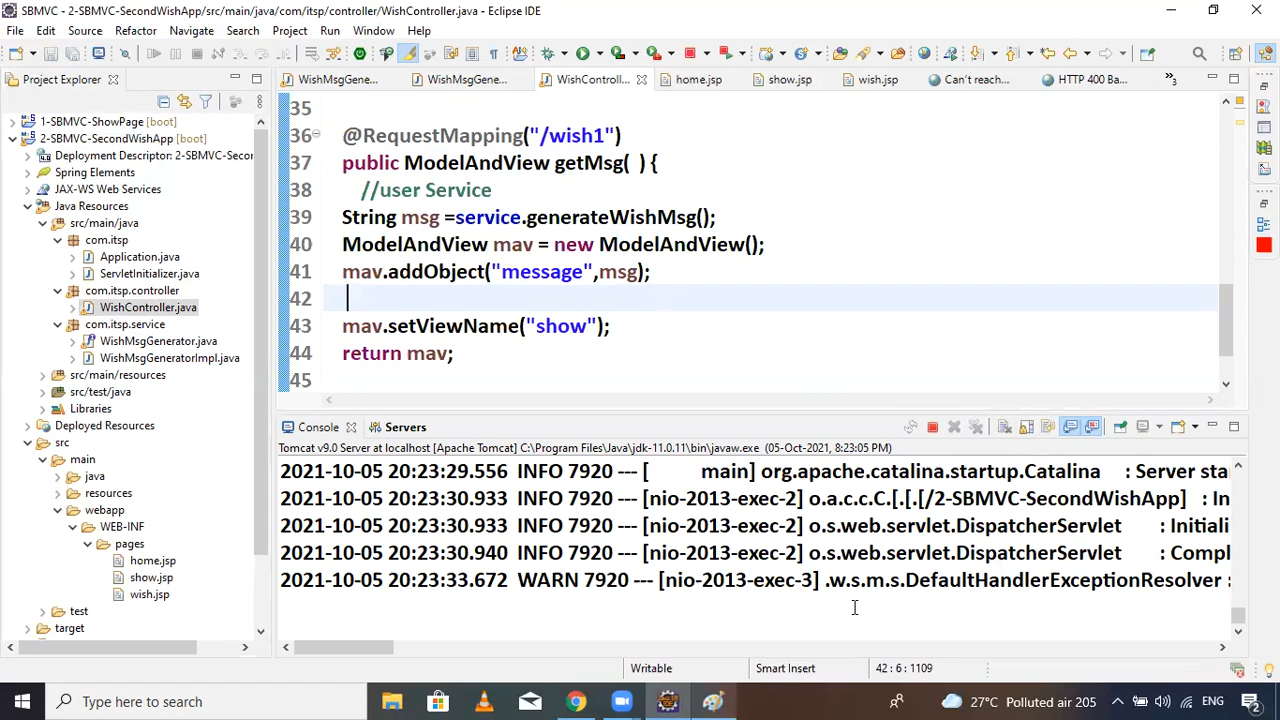 SBMVC - 2-SBMVC-SecondWishApp/src/main/java/com/itsp/controller/WishController.java - Eclipse IDE
File Edit Source Refactor Navigate Search Project Run Window Help
Project Explorer
WishMsgGene...
WishMsgGene...
WishControll...
home.jsp
show.jsp
wish.jsp
Can't reach...
HTTP 400 Ba...
»3
1-SBMVC-ShowPage [boot]
2-SBMVC-SecondWishApp [boot]
Deployment Descriptor: 2-SBMVC-Secor
Spring Elements
JAX-WS Web Services
Java Resources
src/main/java
com.itsp
Application.java
ServletInitializer.java
com.itsp.controller
WishController.java
com.itsp.service
WishMsgGenerator.java
WishMsgGeneratorImpl.java
src/main/resources
src/test/java
Libraries
Deployed Resources
src
main
java
resources
webapp
WEB-INF
pages
home.jsp
show.jsp
wish.jsp
test
target
35
36 @RequestMapping("/wish1")
37 public ModelAndView getMsg( ) {
38 //user Service
39 String msg =service.generateWishMsg();
40 ModelAndView mav = new ModelAndView();
41 mav.addObject("message",msg);
42
43 mav.setViewName("show");
44 return mav;
45
Console Servers
Tomcat v9.0 Server at localhost [Apache Tomcat] C:\Program Files\Java\jdk-11.0.11\bin\javaw.exe (05-Oct-2021, 8:23:05 PM)
2021-10-05 20:23:29.556 INFO 7920 --- [ main] org.apache.catalina.startup.Catalina : Server sta
2021-10-05 20:23:30.933 INFO 7920 --- [nio-2013-exec-2] o.a.c.c.C.[.[.[/2-SBMVC-SecondWishApp] : In
2021-10-05 20:23:30.933 INFO 7920 --- [nio-2013-exec-2] o.s.web.servlet.DispatcherServlet : Initiali
2021-10-05 20:23:30.940 INFO 7920 --- [nio-2013-exec-2] o.s.web.servlet.DispatcherServlet : Compl
2021-10-05 20:23:33.672 WARN 7920 --- [nio-2013-exec-3] .w.s.m.s.DefaultHandlerExceptionResolver :
Writable Smart Insert 42 : 6 : 1109
Type here to search
27°C Polluted air 205
ENG
2